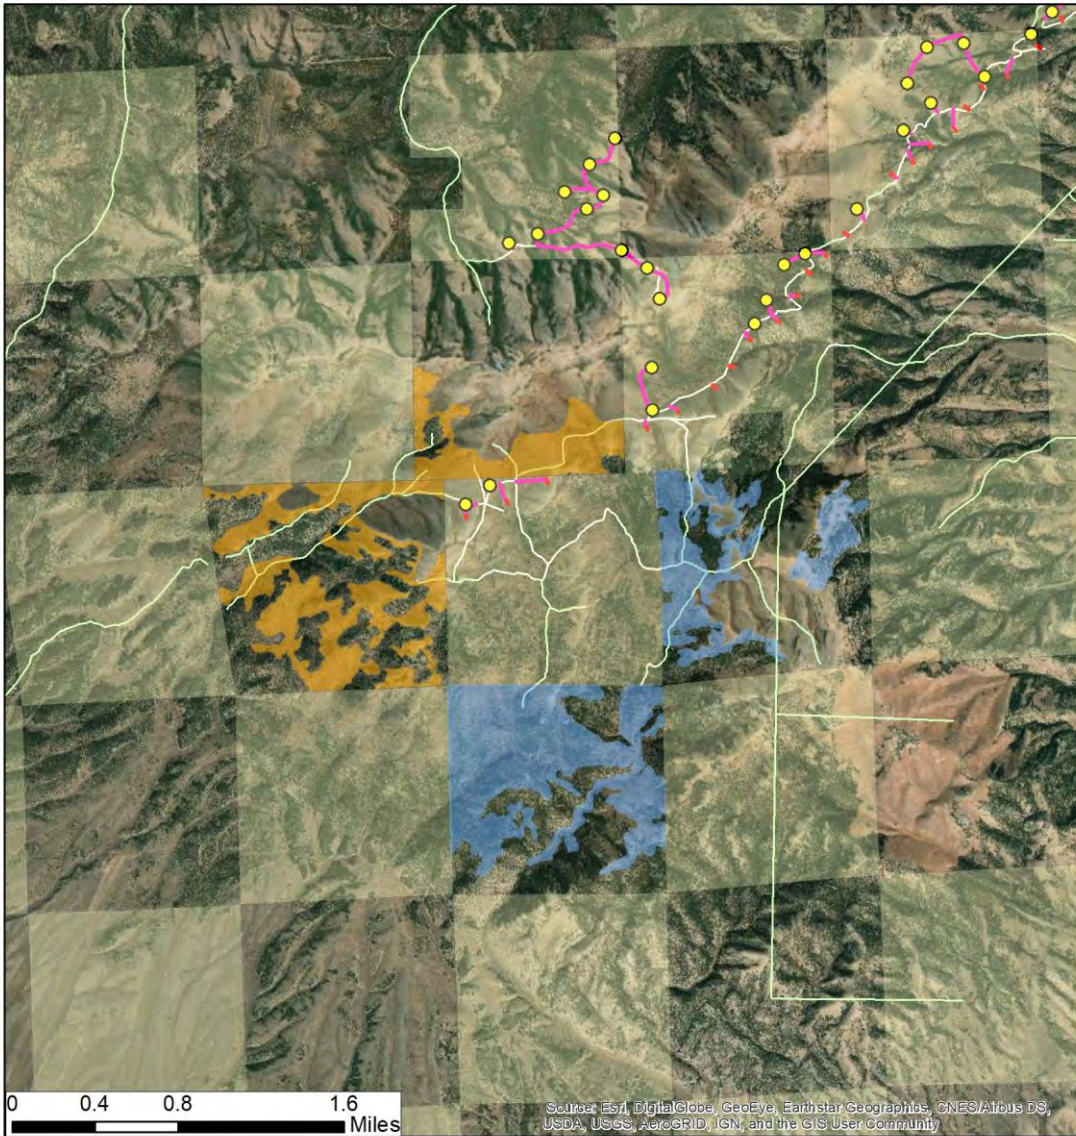 0 0.4 0.8 1.6
Miles
Source: Esri, DigitalGlobe, GeoEye, Earthstar Geographics, CNES/Airbus DS,
USDA, USGS, AeroGRID, IGN, and the GIS User Community